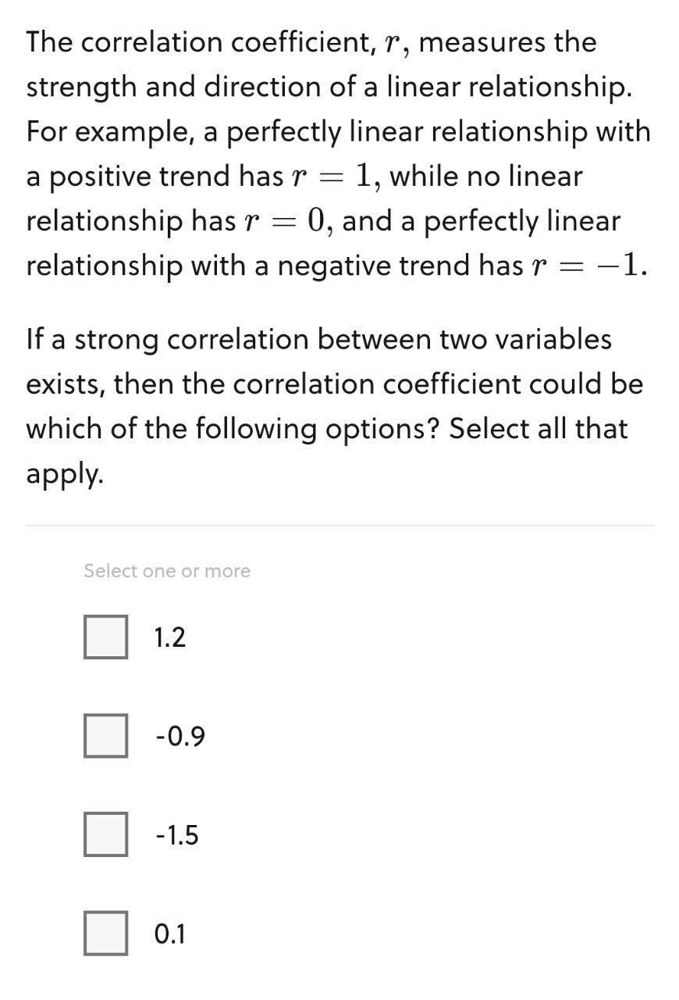 The correlation coefficient, r, measures the
strength and direction of a linear relationship.
For example, a perfectly linear relationship with
a positive trend has r = 1, while no linear
relationship has r = 0, and a perfectly linear
relationship with a negative trend has r = −1.
If a strong correlation between two variables
exists, then the correlation coefficient could be
which of the following options? Select all that
apply.
Select one or more
1.2
-0.9
-1.5
0.1